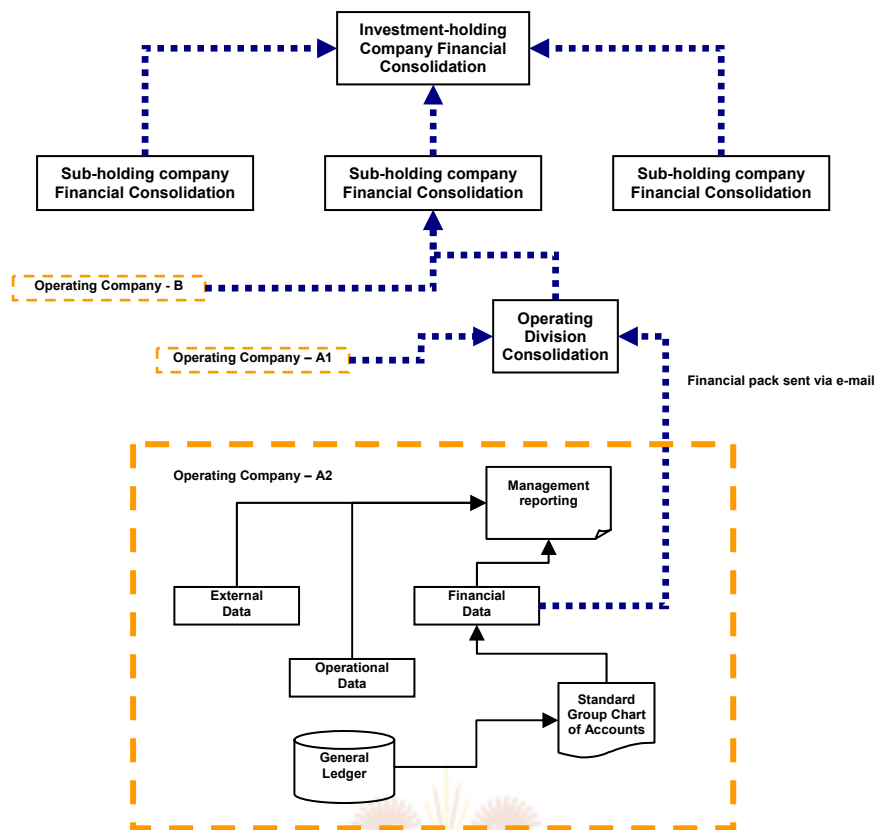 Investment-holding
Company Financial
Consolidation
Sub-holding company
Financial Consolidation
Sub-holding company
Financial Consolidation
Sub-holding company
Financial Consolidation
Operating Company - B
Operating
Division
Consolidation
Operating Company – A1
Financial pack sent via e-mail
Operating Company – A2
Management
reporting
External
Data
Financial
Data
Operational
Data
Standard
Group Chart
of Accounts
General
Ledger